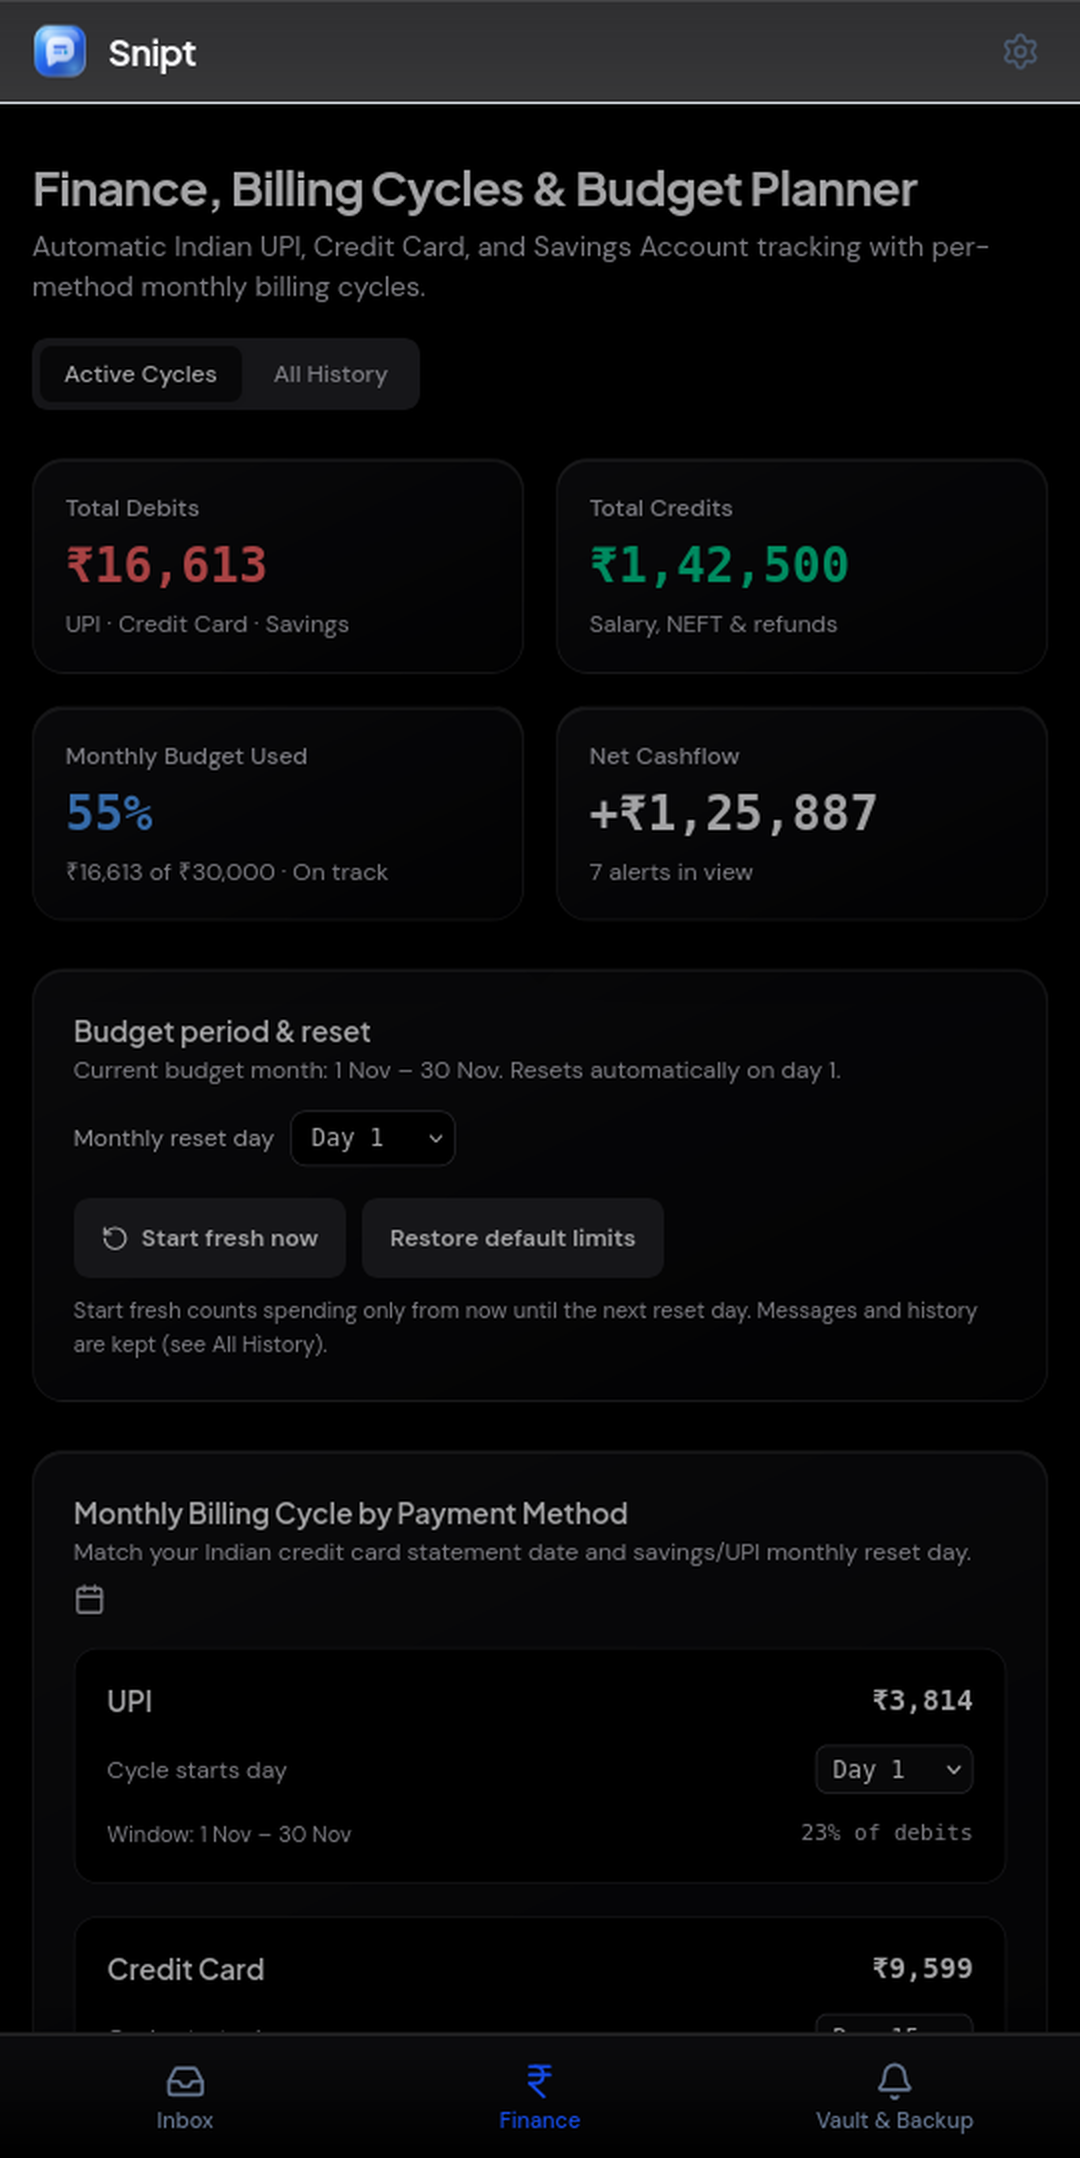 Snipt
Finance, Billing Cycles & Budget Planner
Automatic Indian UPI, Credit Card, and Savings Account tracking with per-
method monthly billing cycles.
Active Cycles
All History
Total Debits
₹16,613
UPI · Credit Card · Savings
Total Credits
₹1,42,500
Salary, NEFT & refunds
Monthly Budget Used
55%
₹16,613 of ₹30,000 · On track
Net Cashflow
+₹1,25,887
7 alerts in view
Budget period & reset
Current budget month: 1 Nov – 30 Nov. Resets automatically on day 1.
Monthly reset day
Day 1
Start fresh now
Restore default limits
Start fresh counts spending only from now until the next reset day. Messages and history
are kept (see All History).
Monthly Billing Cycle by Payment Method
Match your Indian credit card statement date and savings/UPI monthly reset day.
UPI
₹3,814
Cycle starts day
Day 1
Window: 1 Nov – 30 Nov
23% of debits
Credit Card
₹9,599
Inbox
Finance
Vault & Backup